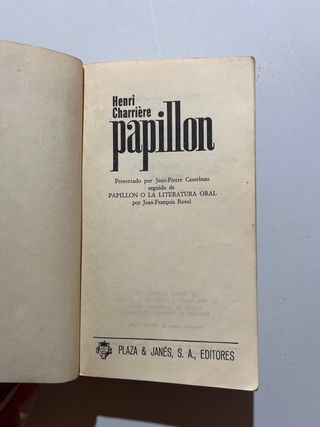 Henri
Charrière
papillon
Presentado por Jean-Pierre Castelnau
seguido de
PAPILLON O LA LITERATURA ORAL
por Jean-François Revel
PLAZA & JANÉS, S. A., EDITORES